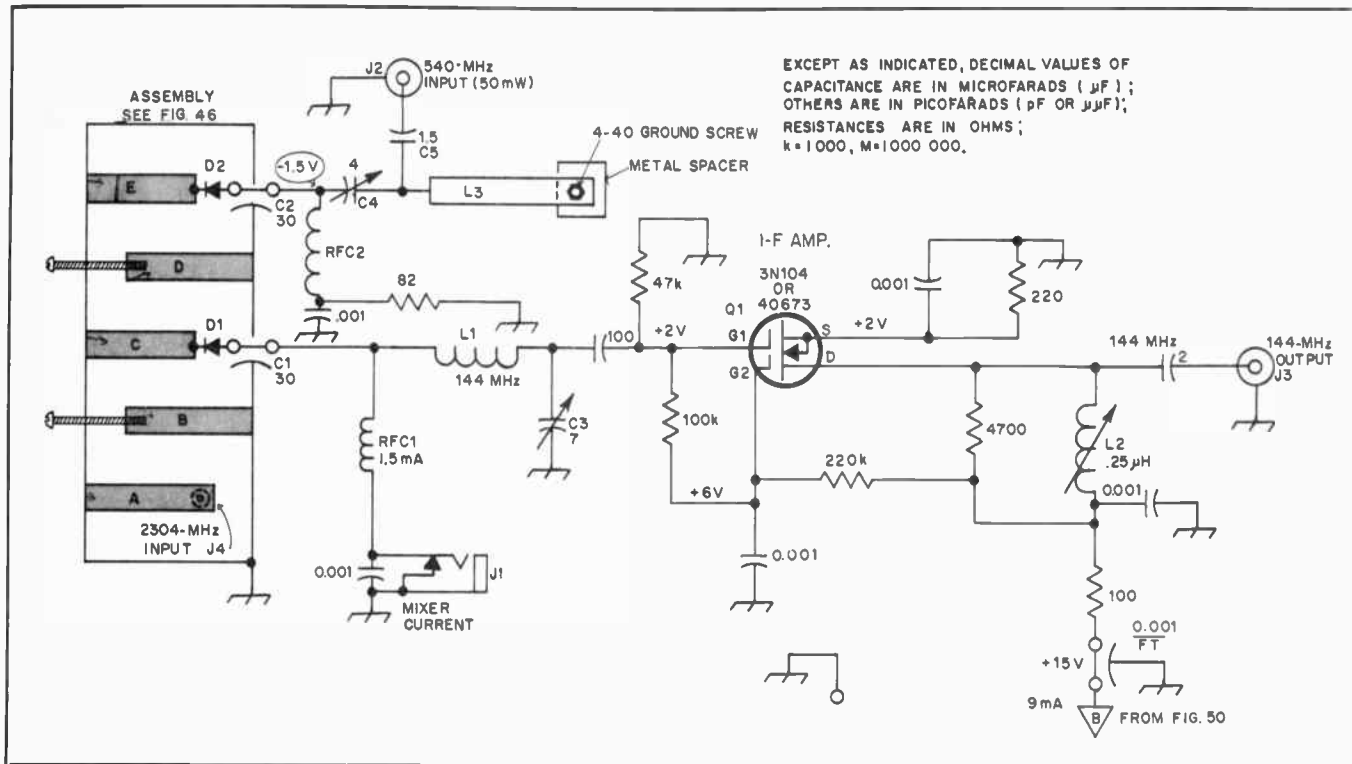 ASSEMBLY
SEE FIG. 46
J2
540-MHz
INPUT (50mW)
EXCEPT AS INDICATED, DECIMAL VALUES OF
CAPACITANCE ARE IN MICROFARADS ( µF ) ;
OTHERS ARE IN PICOFARADS ( pF OR µµF);
RESISTANCES ARE IN OHMS;
k=1000, M=1000 000.
1.5
C5
4-40 GROUND SCREW
METAL SPACER
E
D2
-1.5 V
4
C4
L3
C2
30
D
RFC2
82
.001
C
D1
C1
30
L1
144 MHz
100
C3
7
B
RFC1
1.5mA
A
2304-MHz
INPUT J4
0.001
J1
MIXER
CURRENT
47k
+2V
100k
+6V
0.001
I-F AMP.
3N104
OR
40673
Q1
G1
G2
S
D
+2V
0.001
220
220k
4700
144 MHz
2
144-MHz
OUTPUT
J3
L2
.25µH
0.001
100
0.001
FT
+15V
9mA
B
FROM FIG. 50